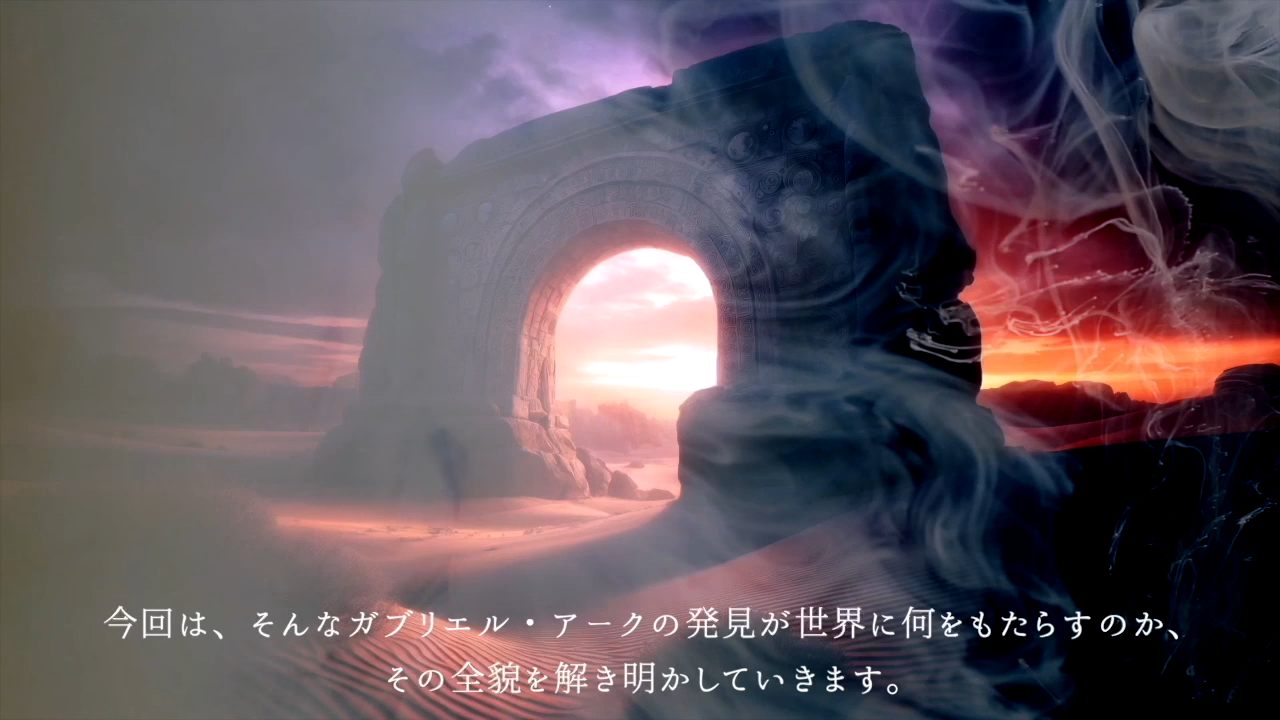 今回は、そんなガブリエル・アークの発見が世界に何をもたらすのか、
その全貌を解き明かしていきます。